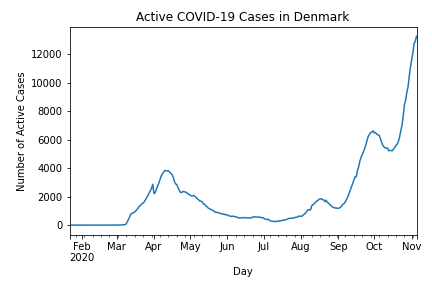 Active COVID-19 Cases in Denmark
Number of Active Cases
12000
10000
8000
6000
4000
2000
0
Feb Mar Apr May Jun Jul Aug Sep Oct Nov
2020
Day